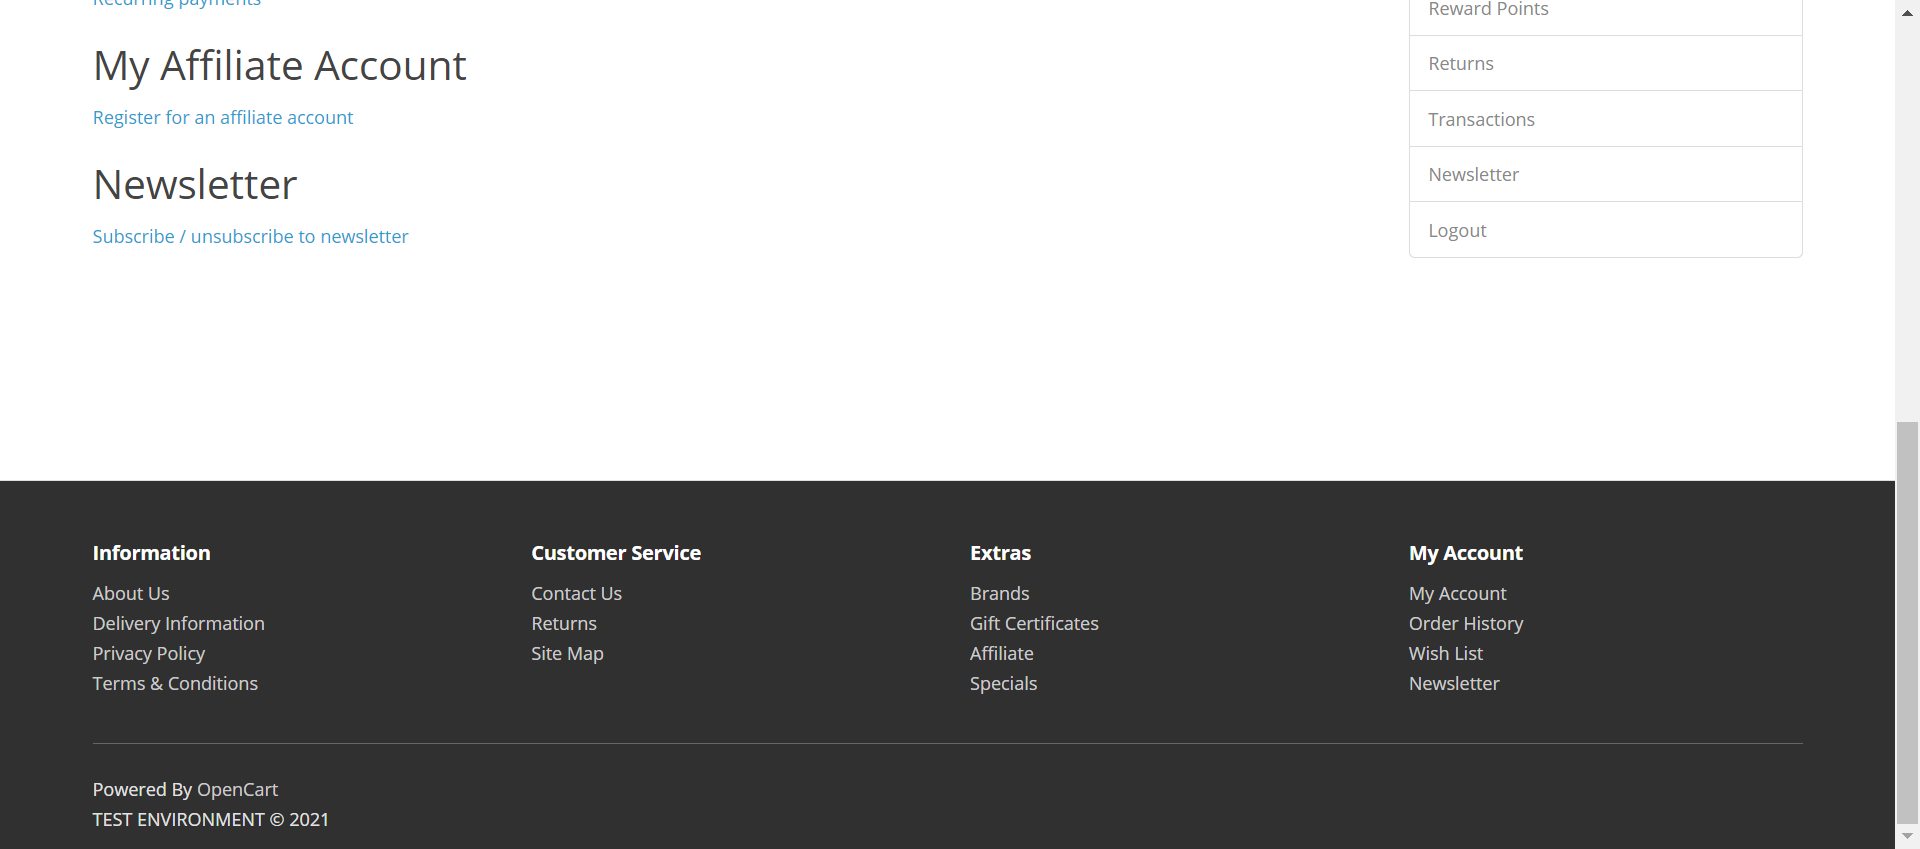 Recurring payments
My Affiliate Account
Register for an affiliate account
Newsletter
Subscribe / unsubscribe to newsletter
Reward Points
Returns
Transactions
Newsletter
Logout
Information
About Us
Delivery Information
Privacy Policy
Terms & Conditions
Customer Service
Contact Us
Returns
Site Map
Extras
Brands
Gift Certificates
Affiliate
Specials
My Account
My Account
Order History
Wish List
Newsletter
Powered By OpenCart
TEST ENVIRONMENT © 2021